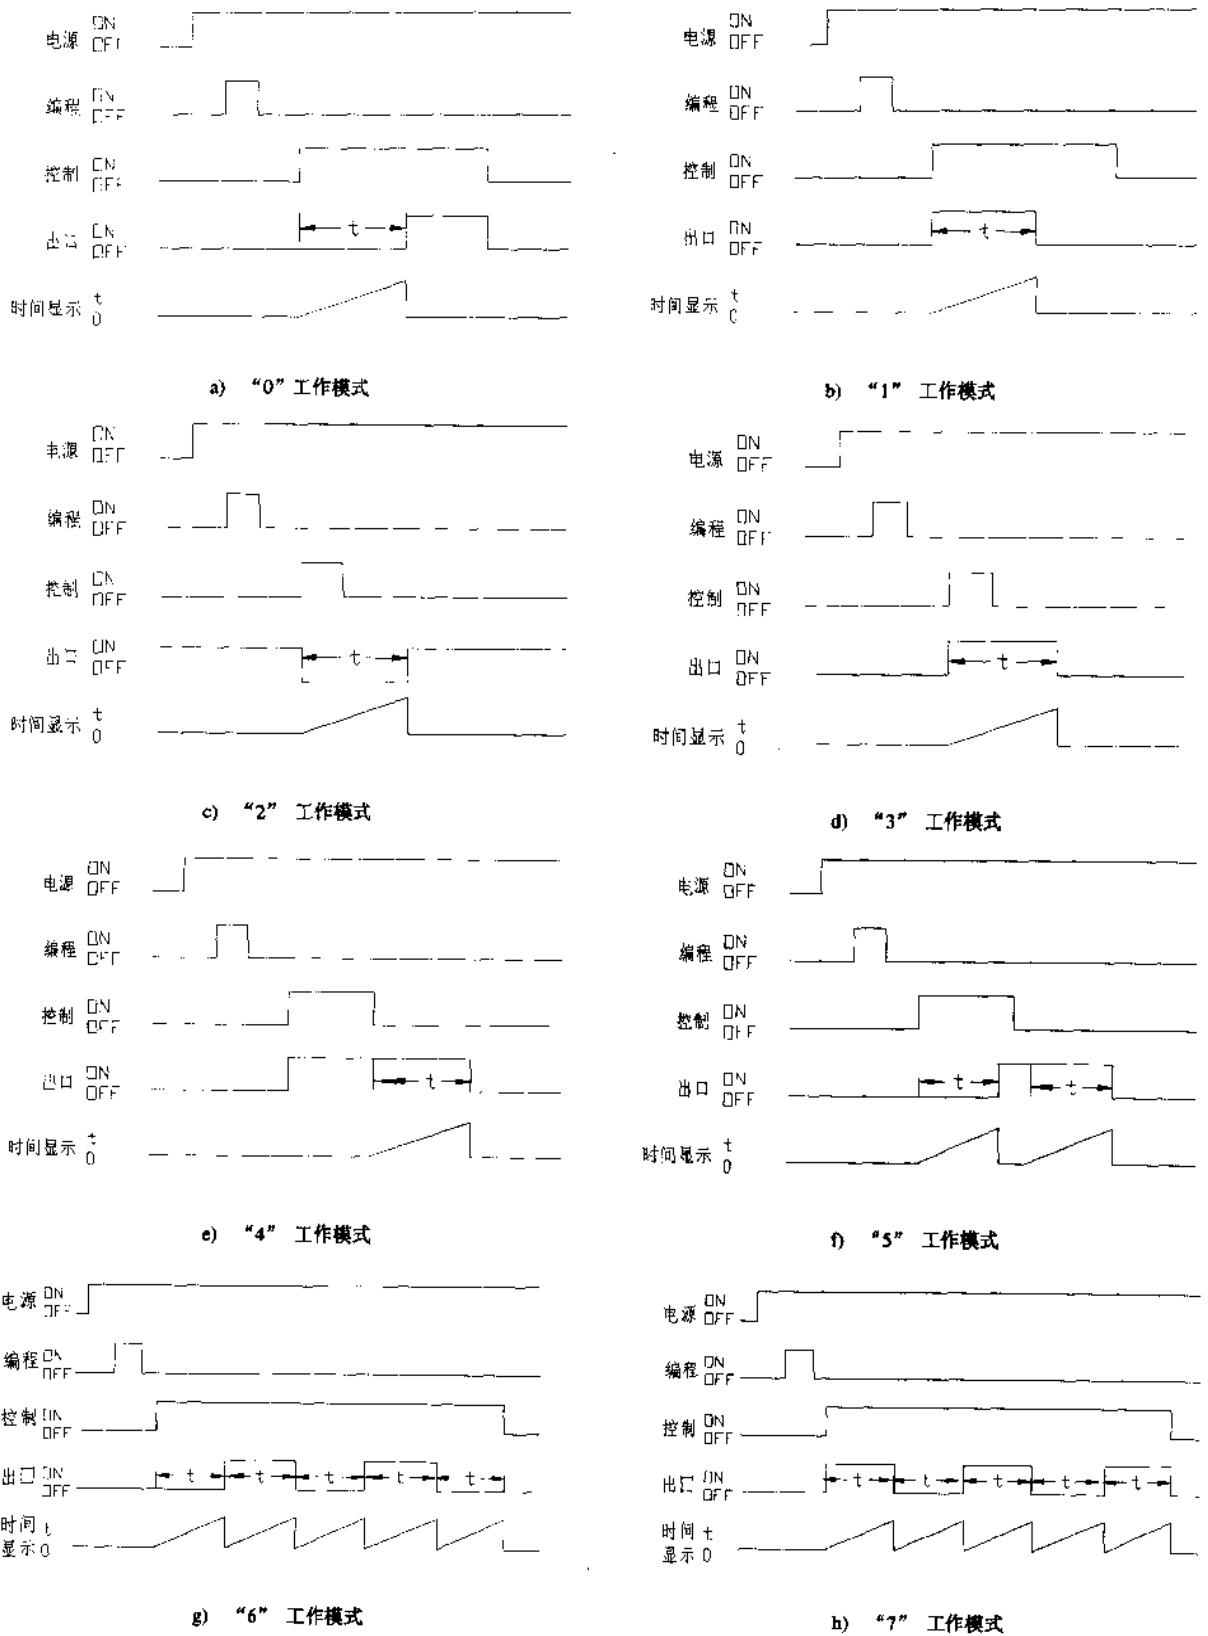 电源 ON OFF
编程 ON OFF
控制 ON OFF
出口 ON OFF t
时间显示 t 0
a) “0”工作模式
电源 ON OFF
编程 ON OFF
控制 ON OFF
出口 ON OFF t
时间显示 t 0
b) “1” 工作模式
电源 ON OFF
编程 ON OFF
控制 ON OFF
出口 ON OFF t
时间显示 t 0
c) “2” 工作模式
电源 ON OFF
编程 ON OFF
控制 ON OFF
出口 ON OFF t
时间显示 t 0
d) “3” 工作模式
电源 ON OFF
编程 ON OFF
控制 ON OFF
出口 ON OFF t
时间显示 t 0
e) “4” 工作模式
电源 ON OFF
编程 ON OFF
控制 ON OFF
出口 ON OFF t t
时间显示 t 0
f) “5” 工作模式
电源 ON OFF
编程 ON OFF
控制 ON OFF
出口 ON OFF t t t t t
时间 t
显示 0
g) “6” 工作模式
电源 ON OFF
编程 ON OFF
控制 ON OFF
出口 ON OFF t t t t t
时间 t
显示 0
h) “7” 工作模式